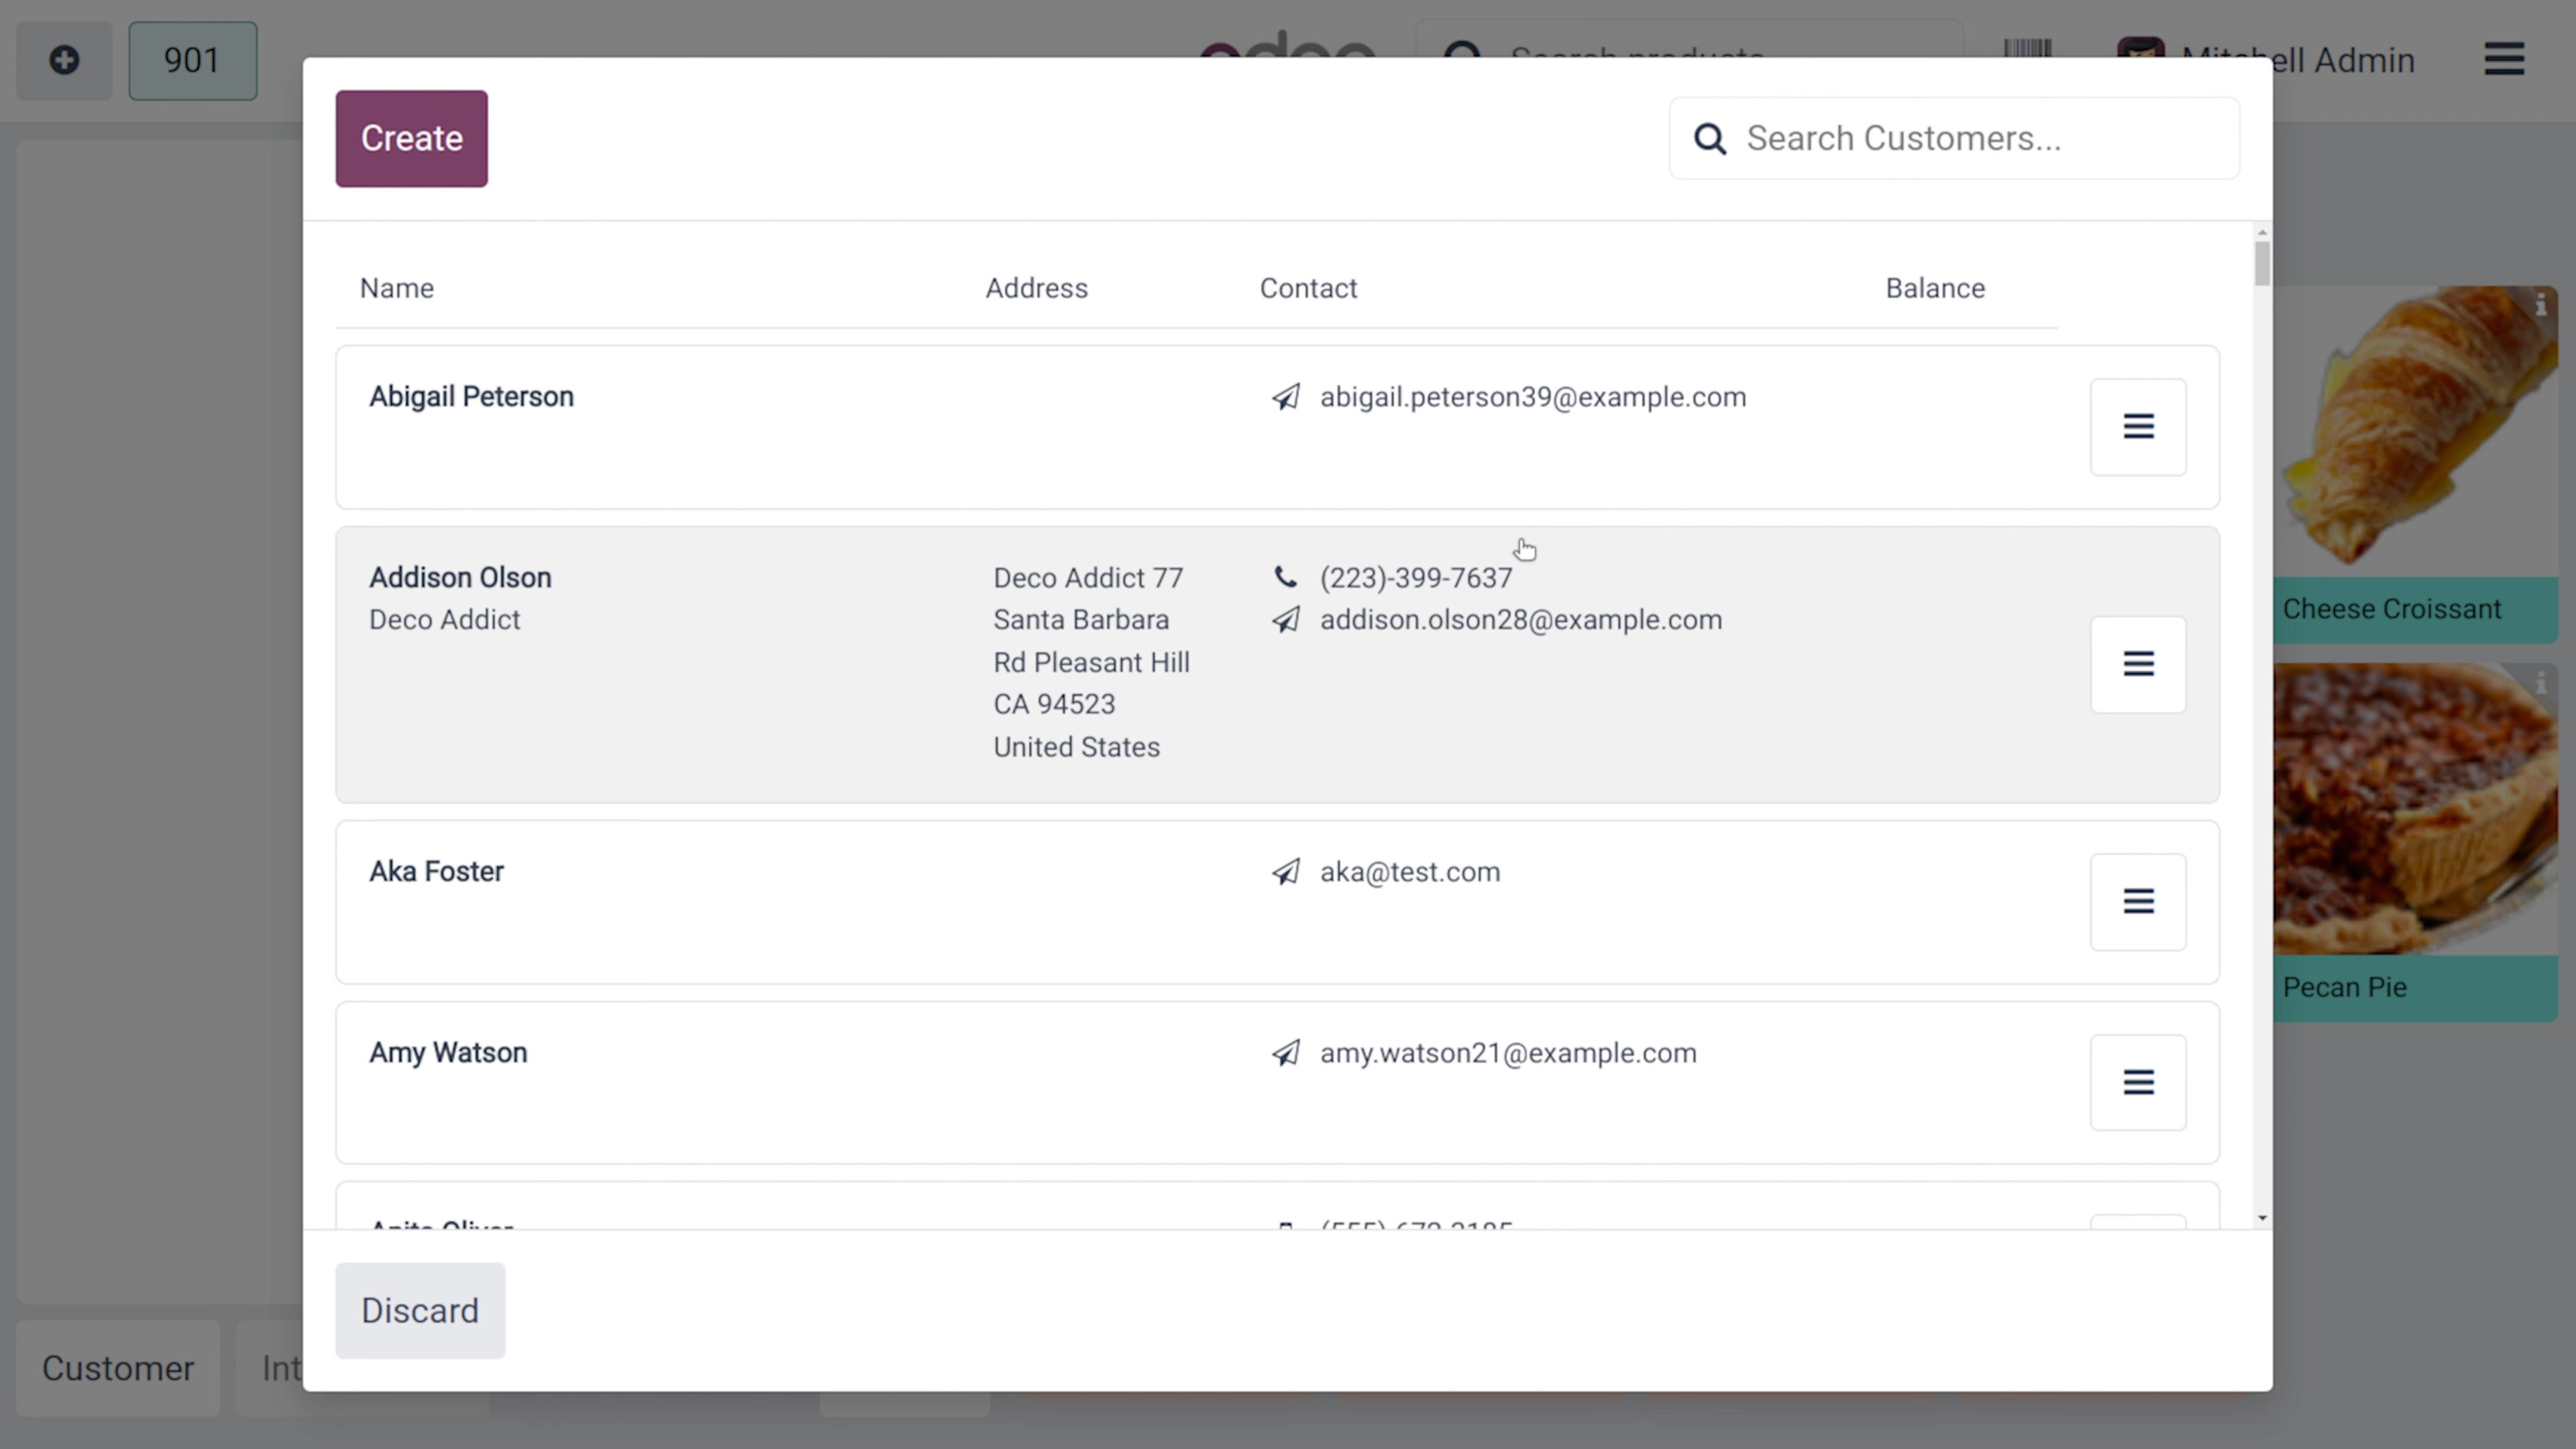 901
Search products
Mitchell Admin
Create
Search Customers...
Name Address Contact Balance
Abigail Peterson abigail.peterson39@example.com
Addison Olson Deco Addict 77 (223)-399-7637
Deco Addict Santa Barbara addison.olson28@example.com
Rd Pleasant Hill
CA 94523
United States
Aka Foster aka@test.com
Amy Watson amy.watson21@example.com
Cheese Croissant
Pecan Pie
Discard
Customer Int